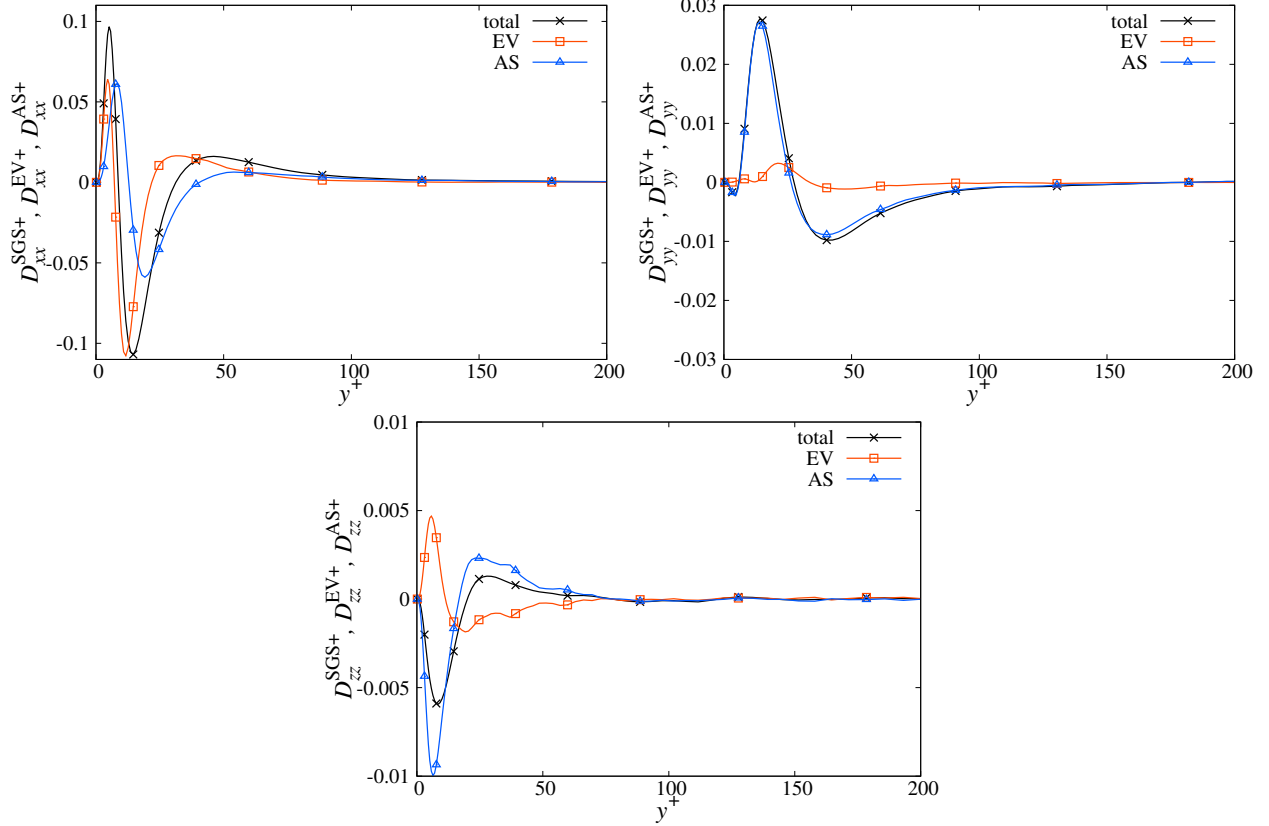 0.1
0.05
0
-0.05
-0.1
D_xx^SGS+ , D_xx^EV+ , D_xx^AS+
total
EV
AS
0 50 100 150 200
y^+
0.03
0.02
0.01
0
-0.01
-0.02
-0.03
D_yy^SGS+ , D_yy^EV+ , D_yy^AS+
total
EV
AS
0 50 100 150 200
y^+
0.01
0.005
0
-0.005
-0.01
D_zz^SGS+ , D_zz^EV+ , D_zz^AS+
total
EV
AS
0 50 100 150 200
y^+